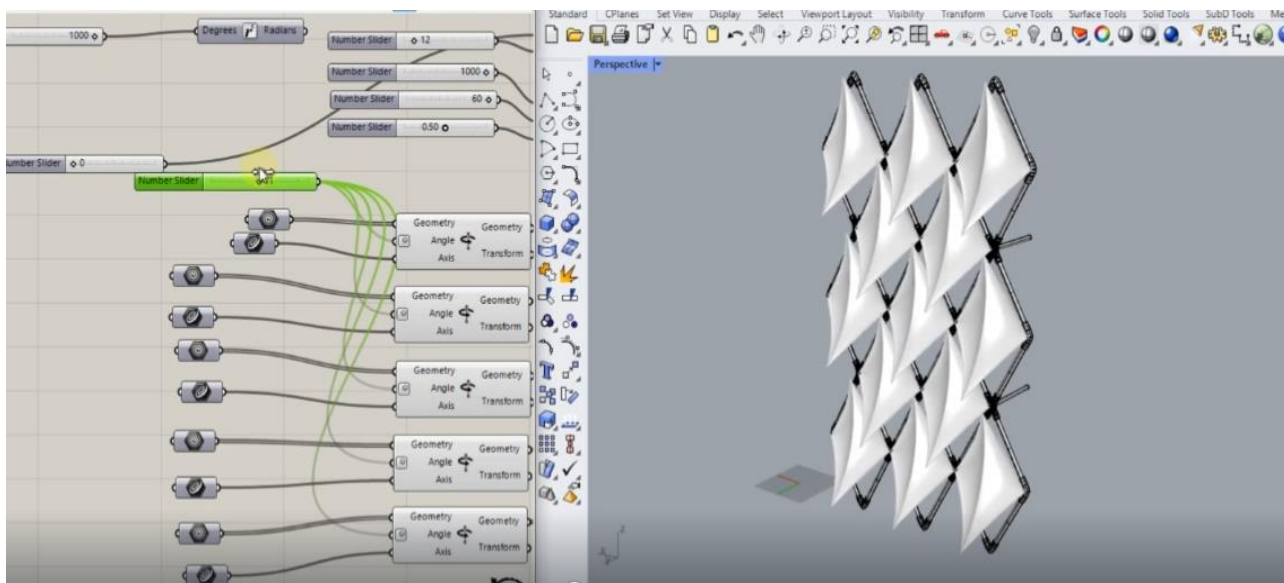 Standard CPlanes Set View Display Select Viewport Layout Visibility Transform Curve Tools Surface Tools Solid Tools SubD Tools
1000
Degrees Radians
Number Slider 12
Number Slider 1000
Number Slider 60
Number Slider 0.50
Number Slider 0
Number Slider
Perspective
Geometry Geometry
Angle
Axis Transform
Geometry Geometry
Angle
Axis Transform
Geometry Geometry
Angle
Axis Transform
Geometry Geometry
Angle
Axis Transform
Geometry Geometry
Angle
Axis Transform
z